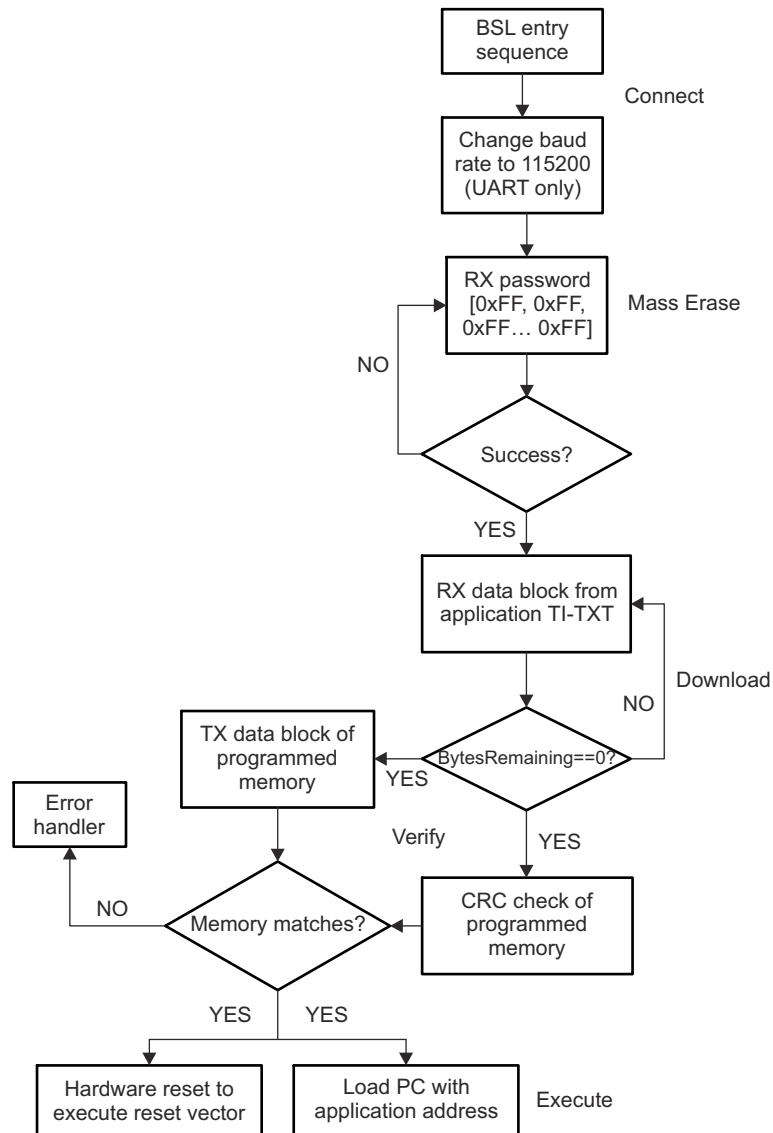 BSL entry
sequence
Connect
Change baud
rate to 115200
(UART only)
RX password
[0xFF, 0xFF,
0xFF… 0xFF]
Mass Erase
NO
Success?
YES
RX data block from
application TI-TXT
Download
NO
TX data block of
programmed
memory
BytesRemaining==0?
YES
Error
handler
Verify
YES
NO
Memory matches?
CRC check of
programmed
memory
YES
YES
Hardware reset to
execute reset vector
Load PC with
application address
Execute